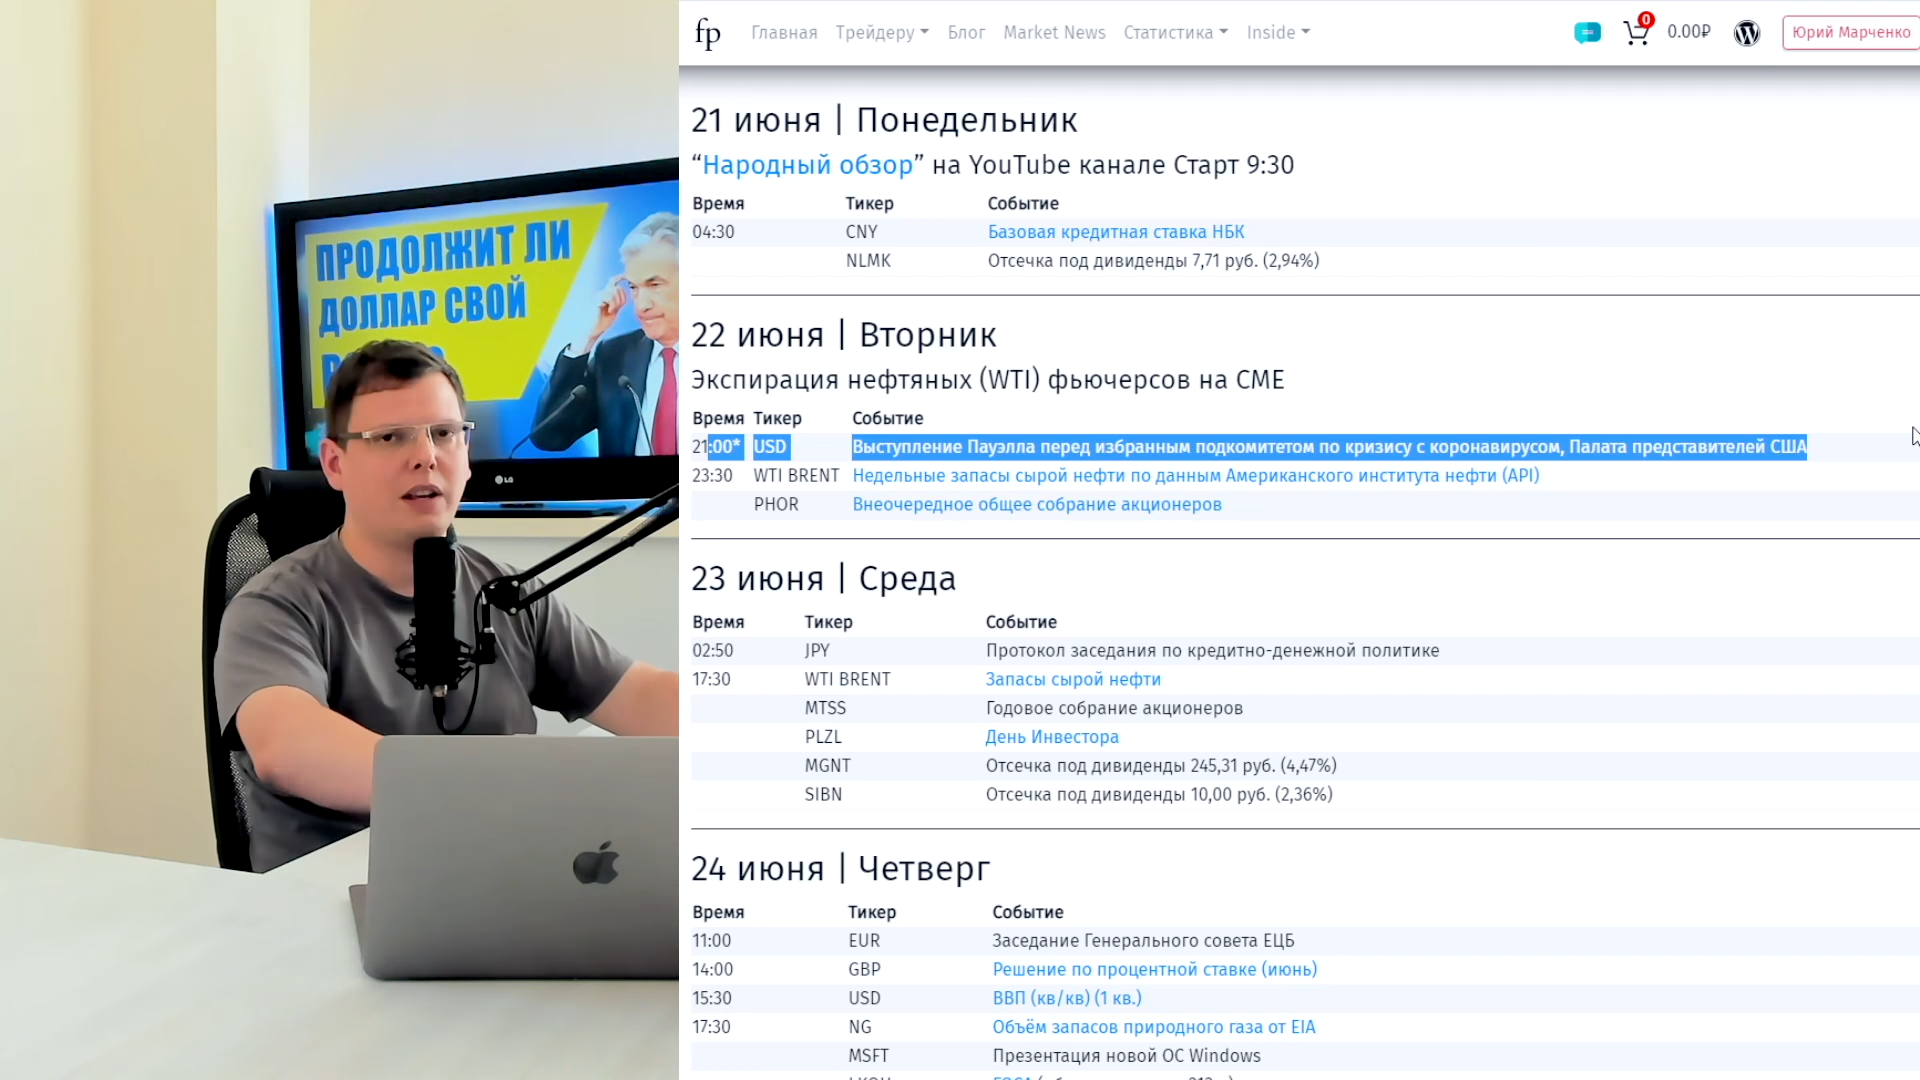 fp Главная Трейдеру Блог Market News Статистика Inside 0 0.00₽ Юрий Марченко
ПРОДОЛЖИТ ЛИ
ДОЛЛАР СВОЙ
LG
21 июня | Понедельник
“Народный обзор” на YouTube канале Старт 9:30
Время Тикер Событие
04:30 CNY Базовая кредитная ставка НБК
NLMK Отсечка под дивиденды 7,71 руб. (2,94%)
22 июня | Вторник
Экспирация нефтяных (WTI) фьючерсов на CME
Время Тикер Событие
21:00* USD Выступление Пауэлла перед избранным подкомитетом по кризису с коронавирусом, Палата представителей США
23:30 WTI BRENT Недельные запасы сырой нефти по данным Американского института нефти (API)
PHOR Внеочередное общее собрание акционеров
23 июня | Среда
Время Тикер Событие
02:50 JPY Протокол заседания по кредитно-денежной политике
17:30 WTI BRENT Запасы сырой нефти
MTSS Годовое собрание акционеров
PLZL День Инвестора
MGNT Отсечка под дивиденды 245,31 руб. (4,47%)
SIBN Отсечка под дивиденды 10,00 руб. (2,36%)
24 июня | Четверг
Время Тикер Событие
11:00 EUR Заседание Генерального совета ЕЦБ
14:00 GBP Решение по процентной ставке (июнь)
15:30 USD ВВП (кв/кв) (1 кв.)
17:30 NG Объём запасов природного газа от EIA
MSFT Презентация новой ОС Windows